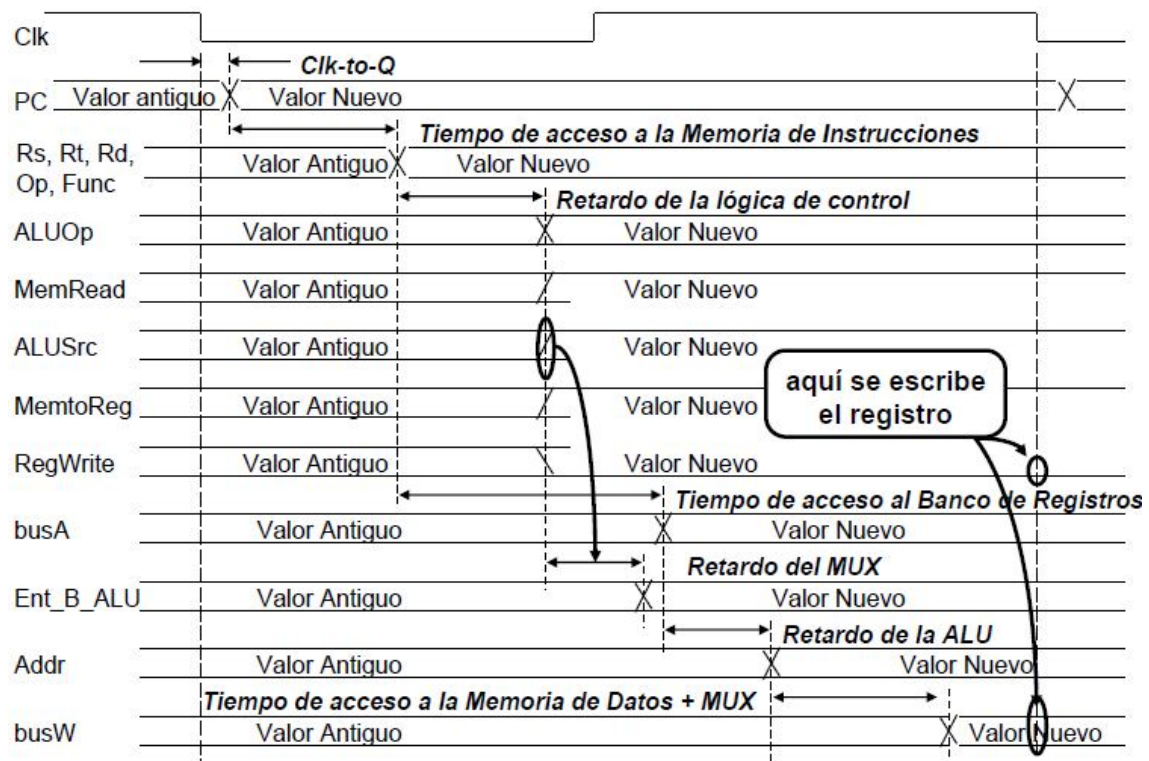 Clk
Clk-to-Q
PC Valor antiguo Valor Nuevo
Tiempo de acceso a la Memoria de Instrucciones
Rs, Rt, Rd,
Op, Func
Valor Antiguo Valor Nuevo
Retardo de la lógica de control
ALUOp Valor Antiguo Valor Nuevo
MemRead Valor Antiguo Valor Nuevo
ALUSrc Valor Antiguo Valor Nuevo
aquí se escribe
el registro
MemtoReg Valor Antiguo Valor Nuevo
RegWrite Valor Antiguo Valor Nuevo
Tiempo de acceso al Banco de Registros
busA Valor Antiguo Valor Nuevo
Retardo del MUX
Ent_B_ALU Valor Antiguo Valor Nuevo
Retardo de la ALU
Addr Valor Antiguo Valor Nuevo
Tiempo de acceso a la Memoria de Datos + MUX
busW Valor Antiguo Valor Nuevo